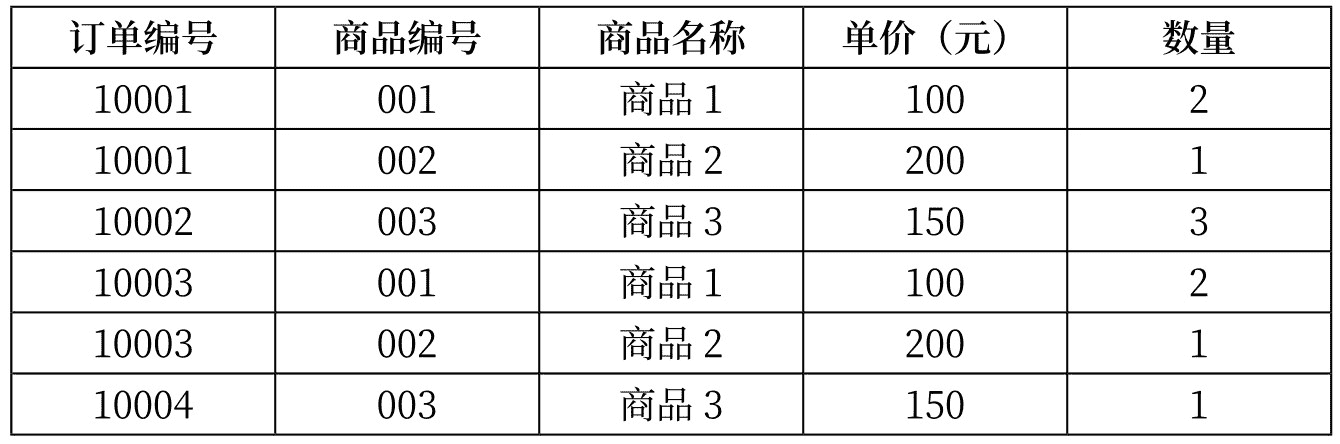 订单编号 商品编号 商品名称 单价（元） 数量
10001 001 商品 1 100 2
10001 002 商品 2 200 1
10002 003 商品 3 150 3
10003 001 商品 1 100 2
10003 002 商品 2 200 1
10004 003 商品 3 150 1